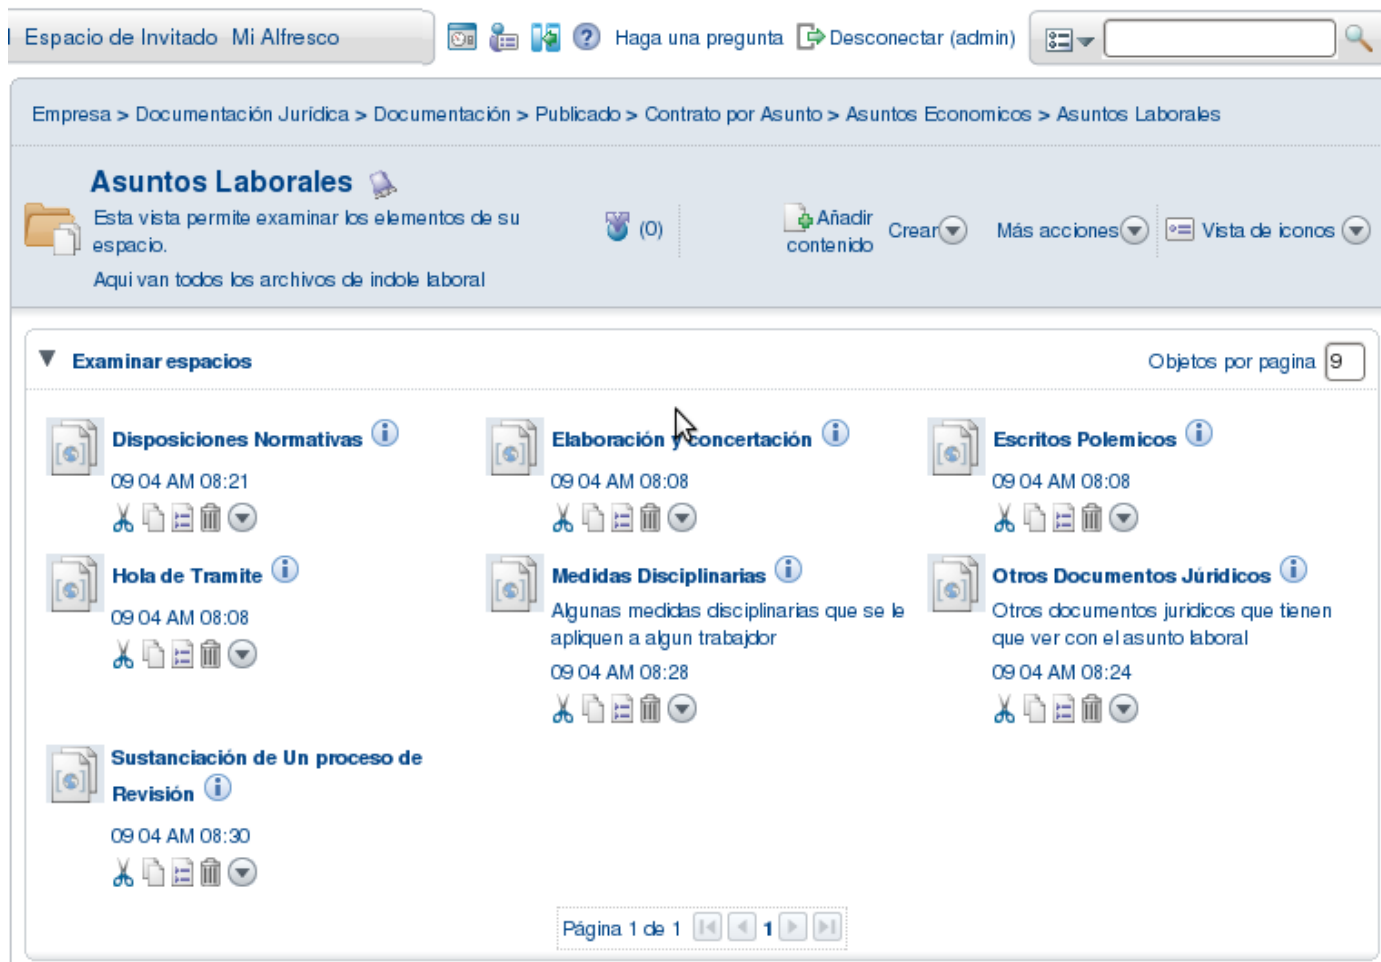 Espacio de Invitado Mi Alfresco
Haga una pregunta Desconectar (admin)
Empresa > Documentación Jurídica > Documentación > Publicado > Contrato por Asunto > Asuntos Economicos > Asuntos Laborales
Asuntos Laborales
Esta vista permite examinar los elementos de su
espacio.
Aqui van todos los archivos de indole laboral
(0)
Añadir
contenido
Crear
Más acciones
Vista de iconos
Examinar espacios
Objetos por pagina 9
Disposiciones Normativas
09 04 AM 08:21
Elaboración y concertación
09 04 AM 08:08
Escritos Polemicos
09 04 AM 08:08
Hola de Tramite
09 04 AM 08:08
Medidas Disciplinarias
Algunas medidas disciplinarias que se le
apliquen a algun trabajdor
09 04 AM 08:28
Otros Documentos Júridicos
Otros documentos juridicos que tienen
que ver con el asunto laboral
09 04 AM 08:24
Sustanciación de Un proceso de
Revisión
09 04 AM 08:30
Página 1 de 1 1